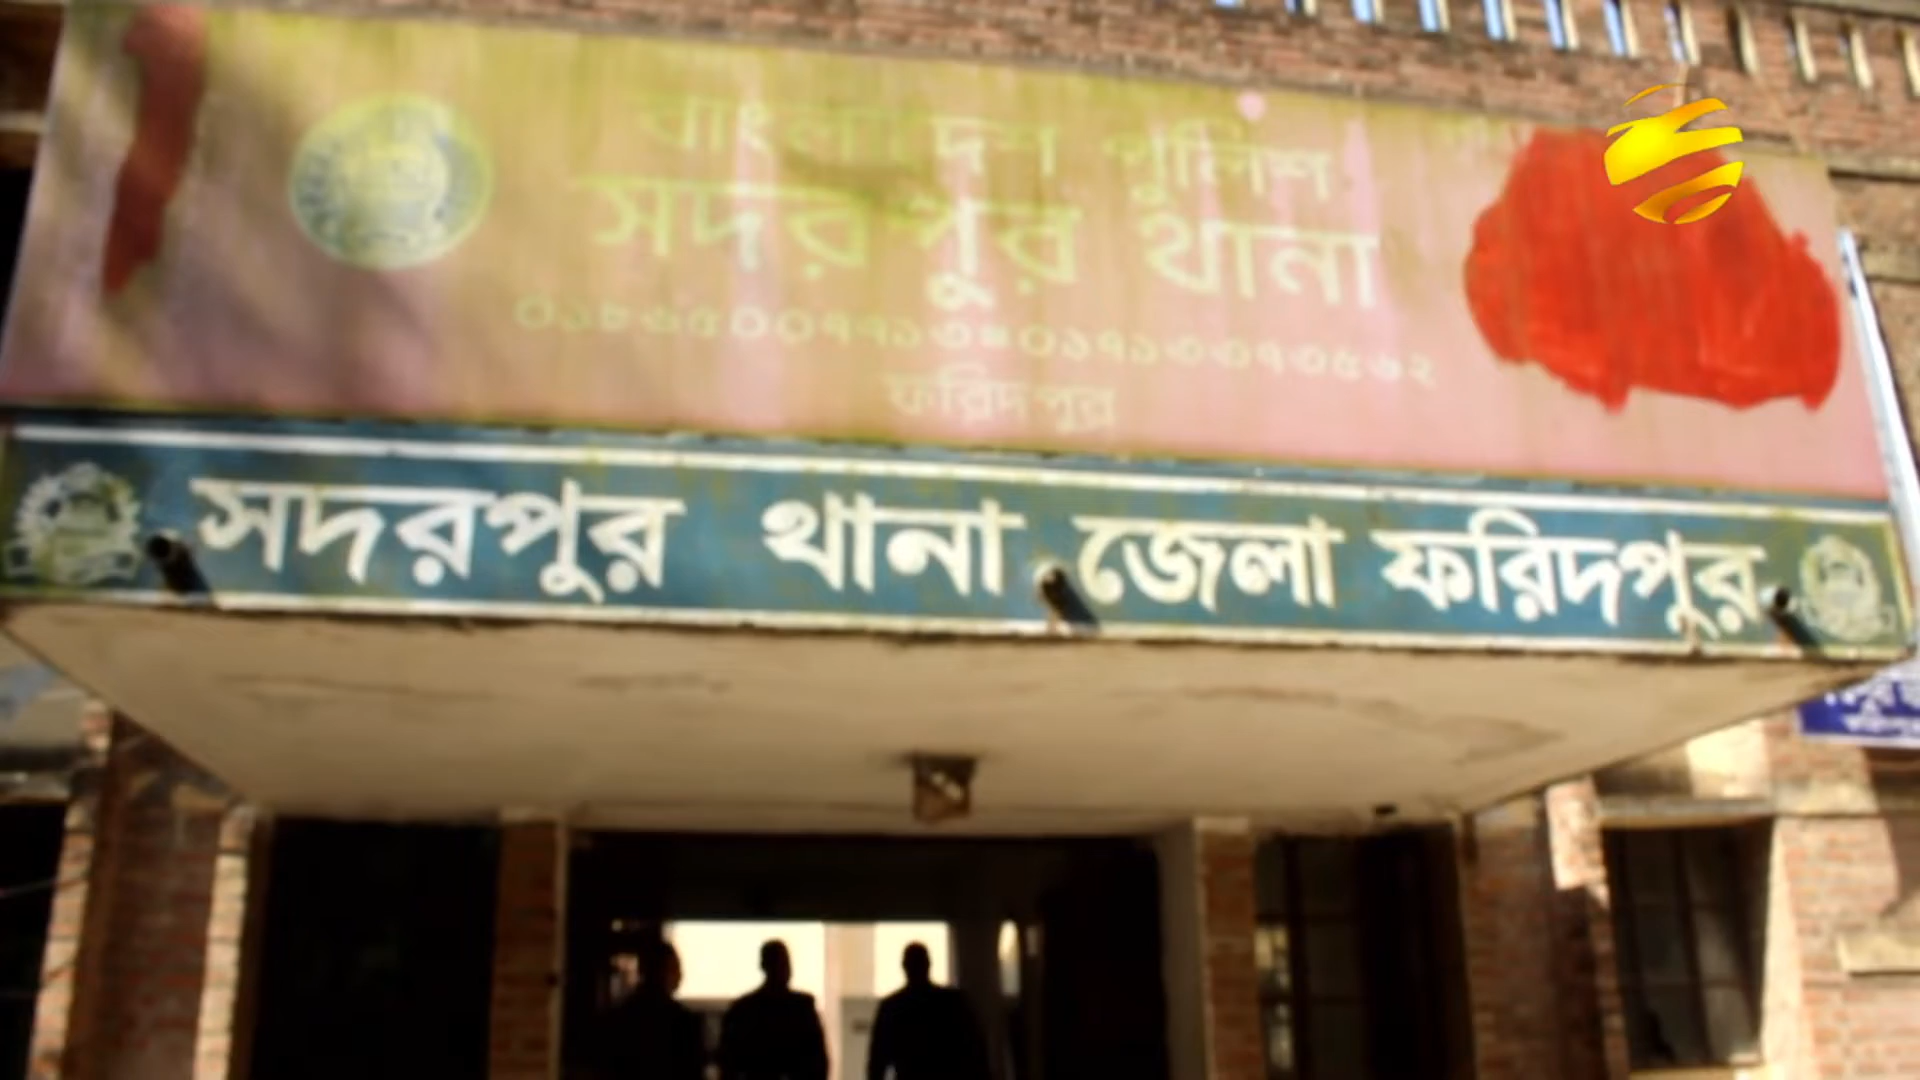 বাংলাদেশ পুলিশ
সদরপুর থানা
ফরিদপুর
সদরপুর থানা জেলা ফরিদপুর